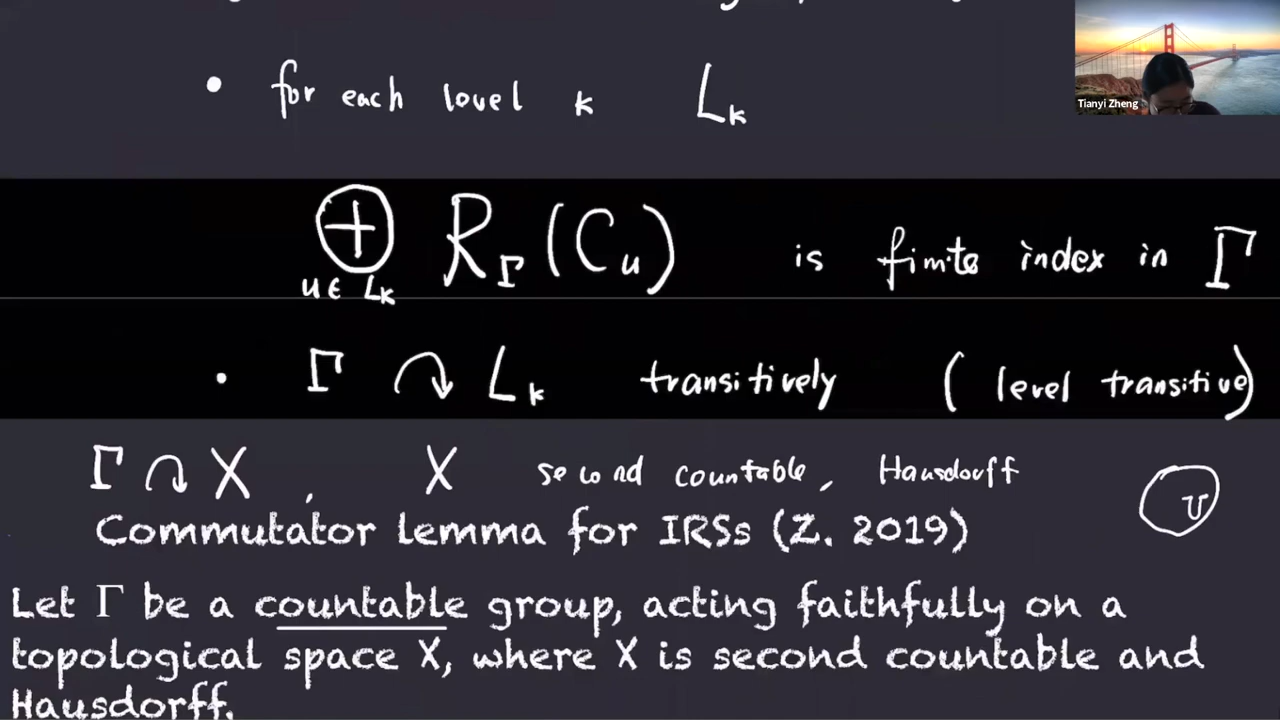 Tianyi Zheng
• for each level k L_k
⊕ R_Γ(C_u) is finite index in Γ
u ∈ L_k
• Γ ↷ L_k transitively (level transitive)
Γ ↷ X , X second countable, Hausdorff
U
Commutator lemma for IRSs (Z. 2019)
Let Γ be a countable group, acting faithfully on a
topological space X, where X is second countable and
Hausdorff.